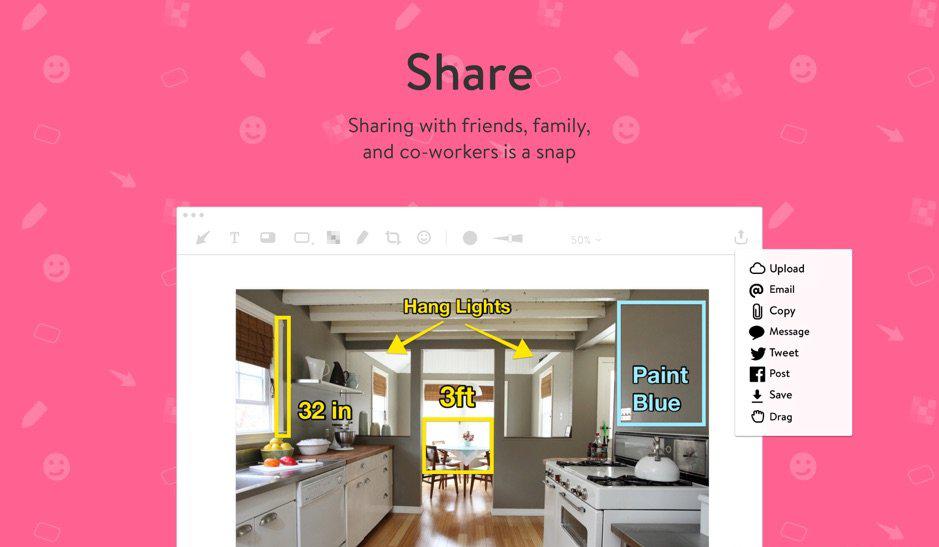 Share
Sharing with friends, family,
and co-workers is a snap
T
50%
Upload
Email
Copy
Message
Tweet
Post
Save
Drag
Hang Lights
32 in
3ft
Paint
Blue